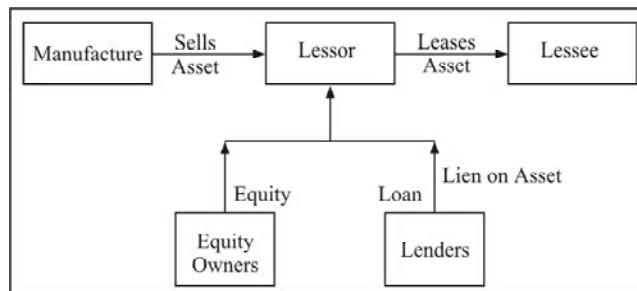 Manufacture
Sells
Asset
Lessor
Leases
Asset
Lessee
Equity
Loan
Lien on Asset
Equity
Owners
Lenders